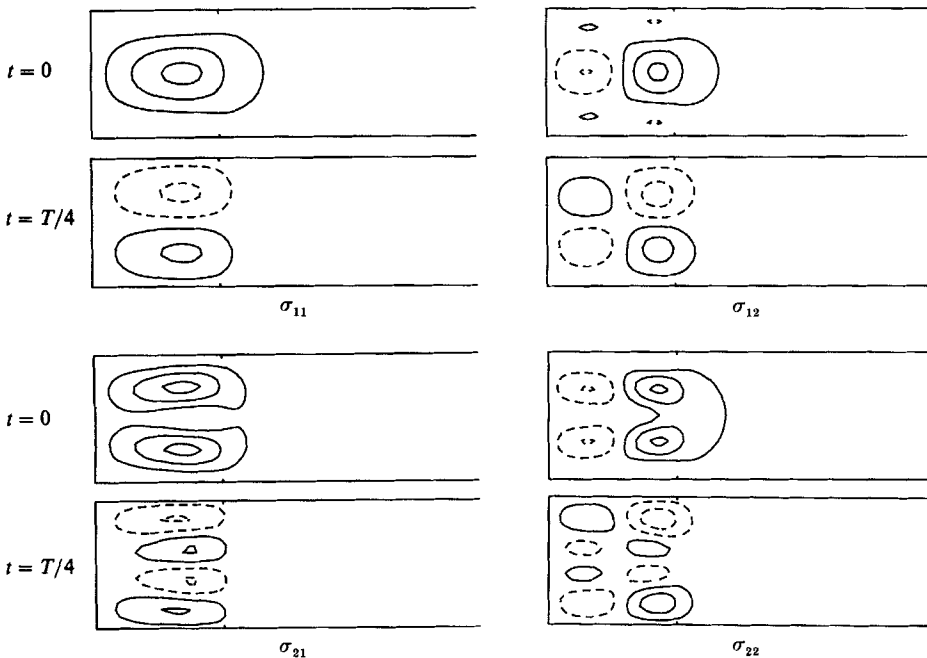 t = 0
t = T/4
σ₁₁
σ₁₂
t = 0
t = T/4
σ₂₁
σ₂₂